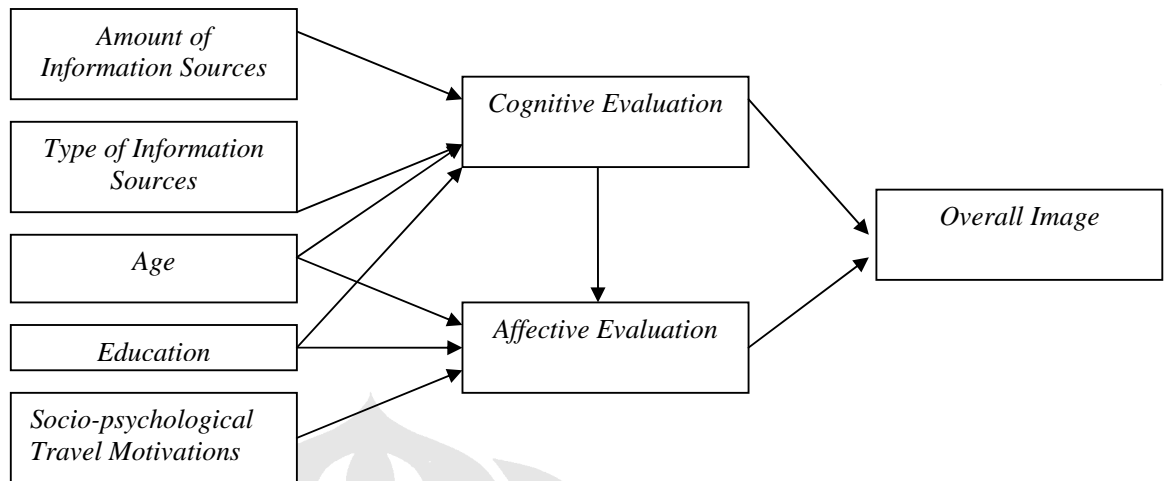 Amount of
Information Sources
Type of Information
Sources
Age
Education
Socio-psychological
Travel Motivations
Cognitive Evaluation
Affective Evaluation
Overall Image